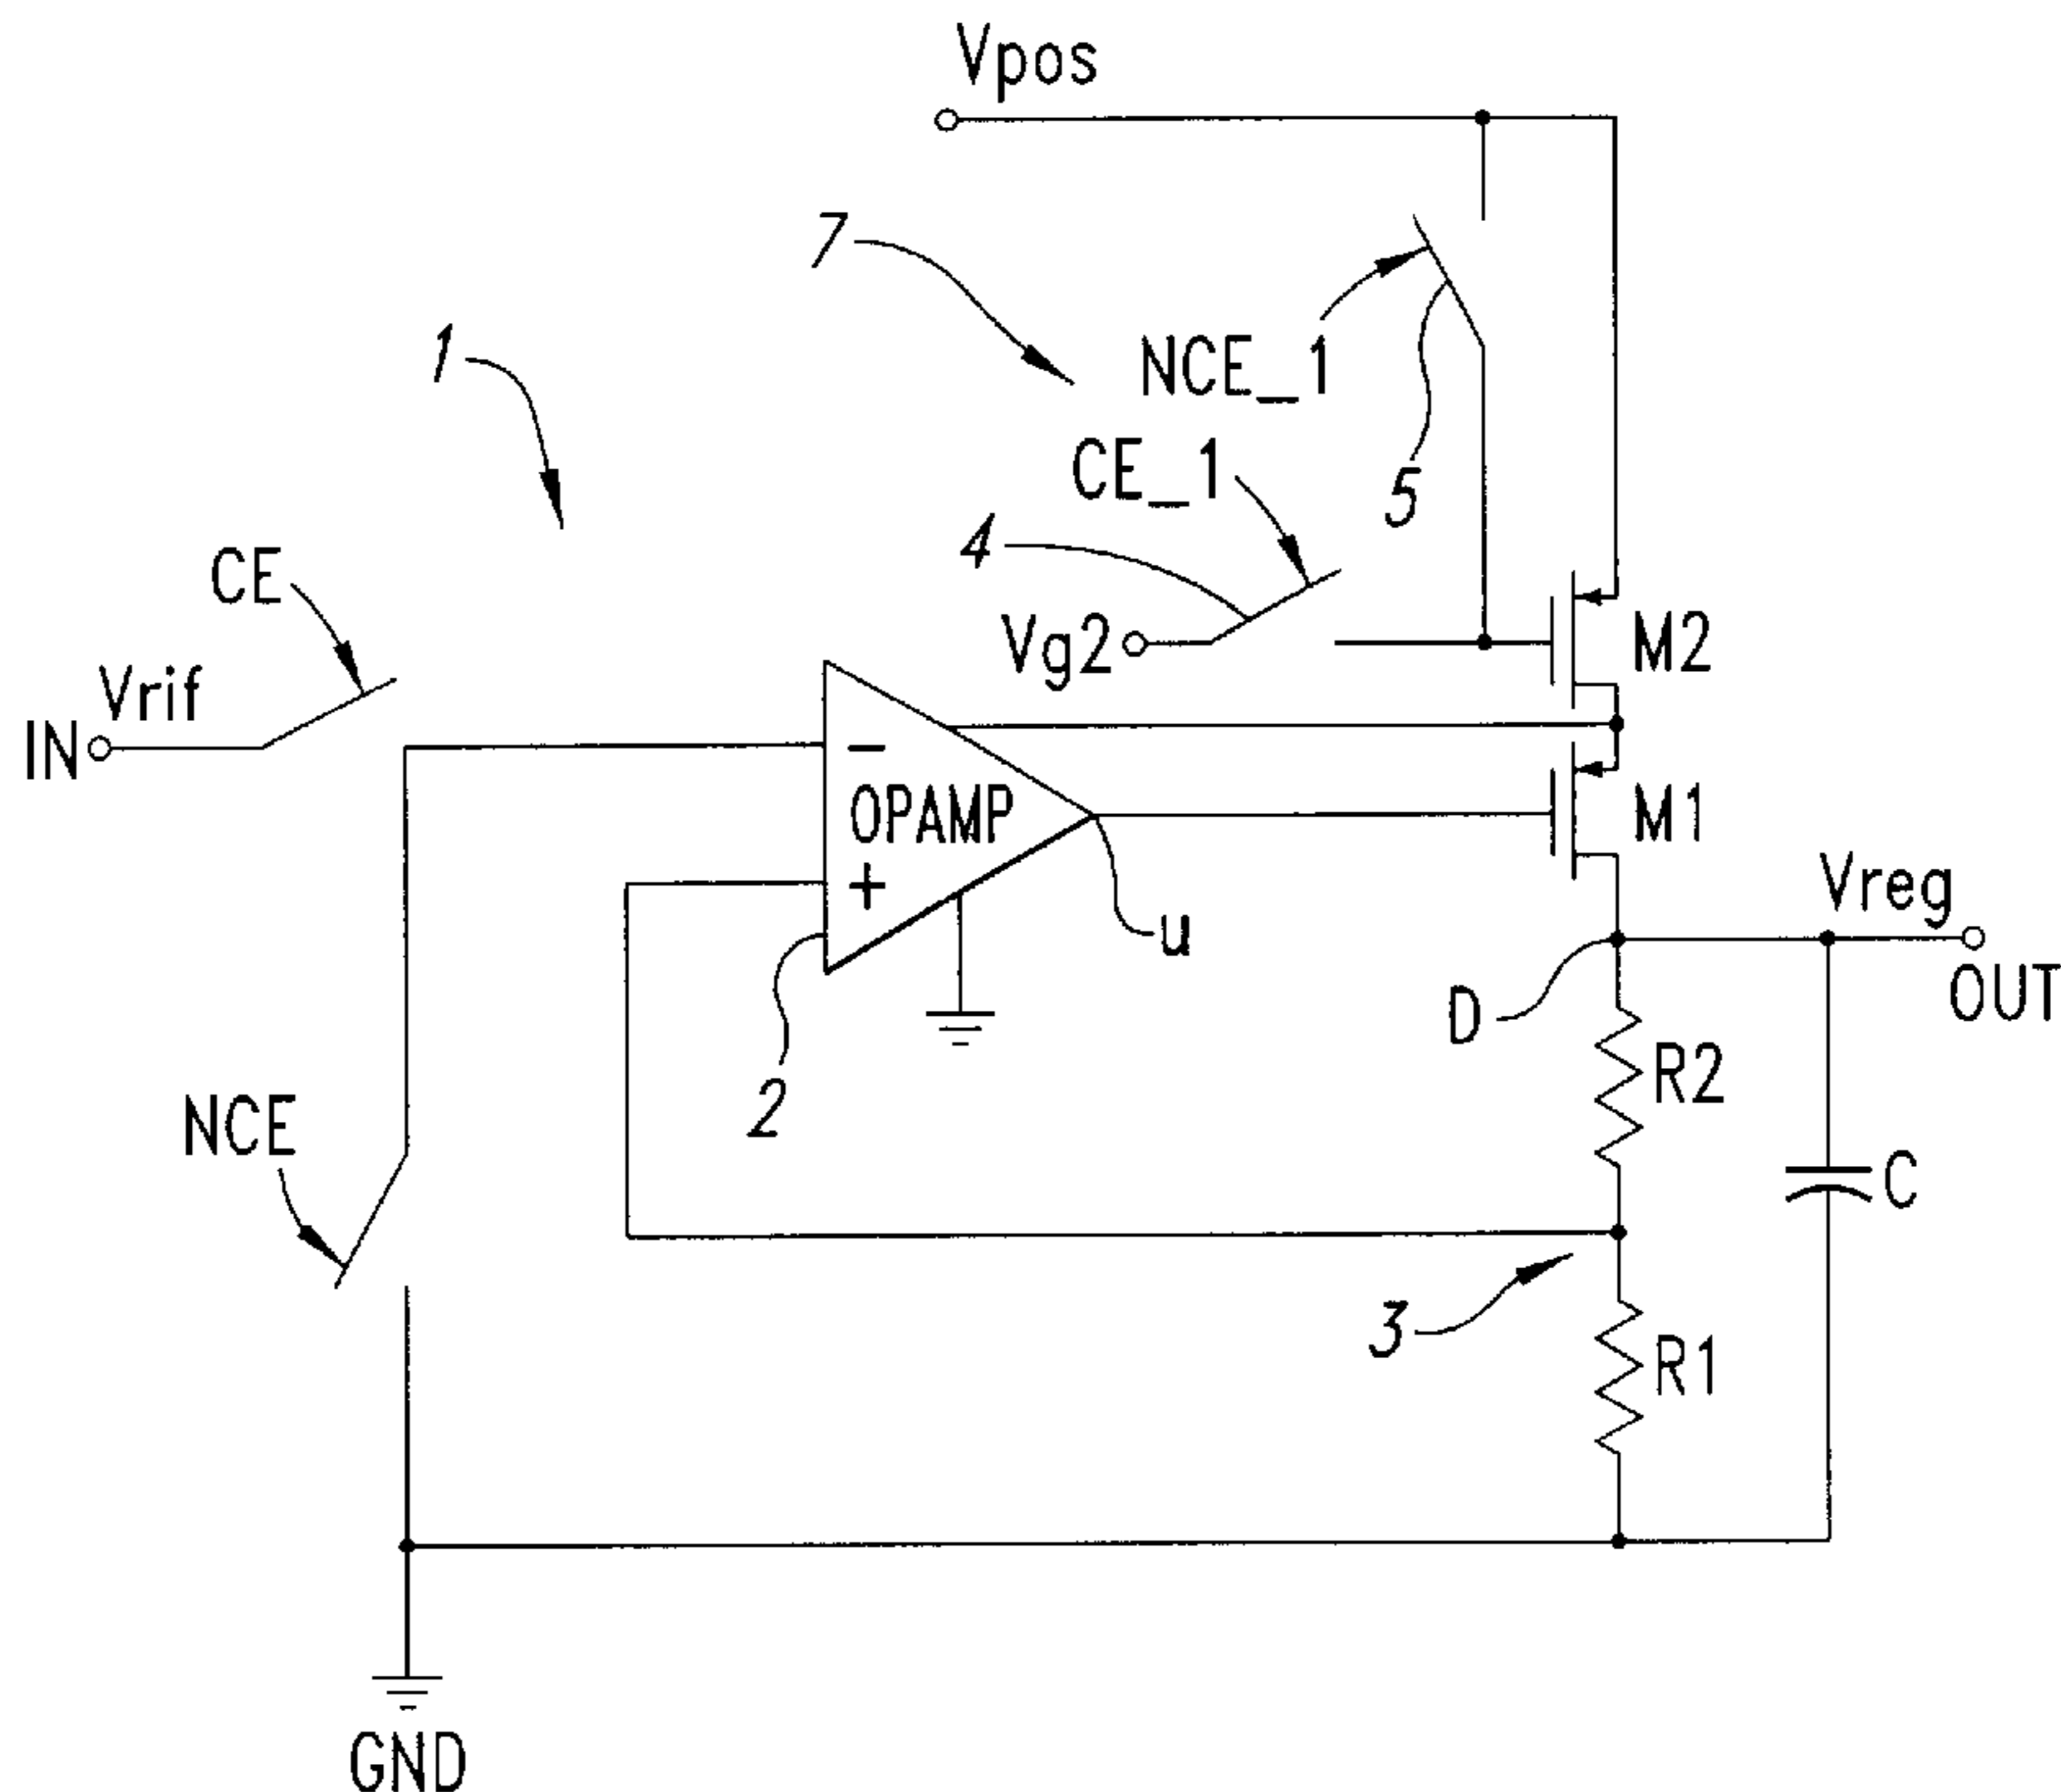 Vpos
7
1
NCE_1
CE_1
5
4
CE
Vg2
M2
Vrif
IN
−
OPAMP
+
M1
Vreg
u
OUT
D
2
R2
NCE
C
3
R1
GND